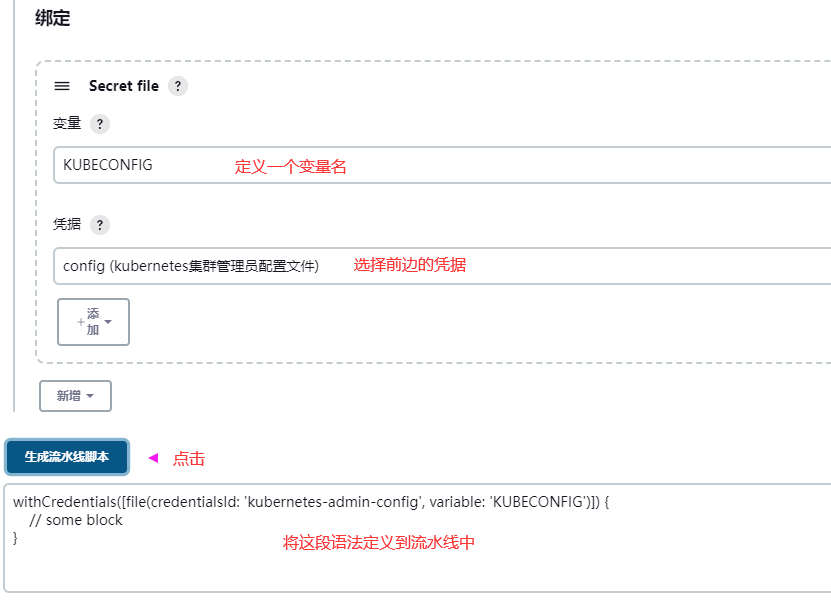 绑定
Secret file ?
变量 ?
KUBECONFIG 定义一个变量名
凭据 ?
config (kubernetes集群管理员配置文件) 选择前边的凭据
+添加
新增
生成流水线脚本 点击
withCredentials([file(credentialsId: 'kubernetes-admin-config', variable: 'KUBECONFIG')]) {
// some block
}
将这段语法定义到流水线中